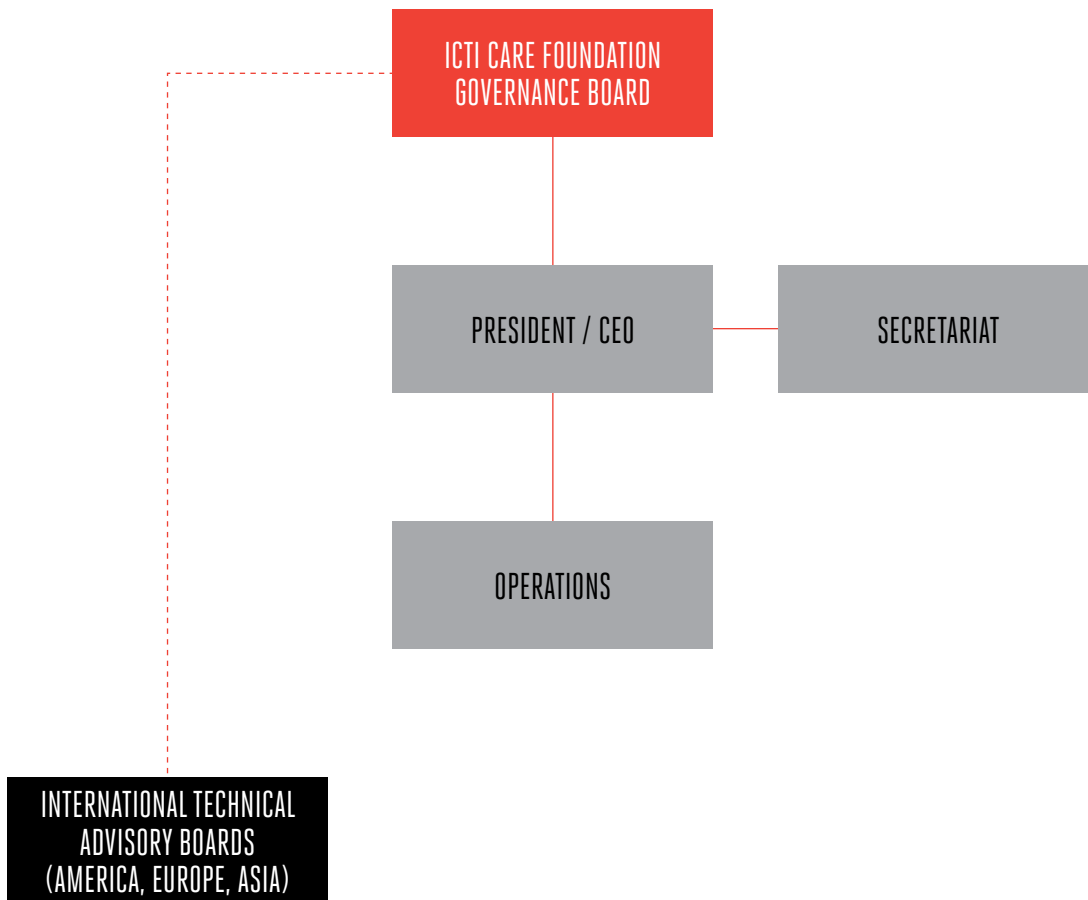 ICTI CARE FOUNDATION
GOVERNANCE BOARD
PRESIDENT / CEO
SECRETARIAT
OPERATIONS
INTERNATIONAL TECHNICAL
ADVISORY BOARDS
(AMERICA, EUROPE, ASIA)